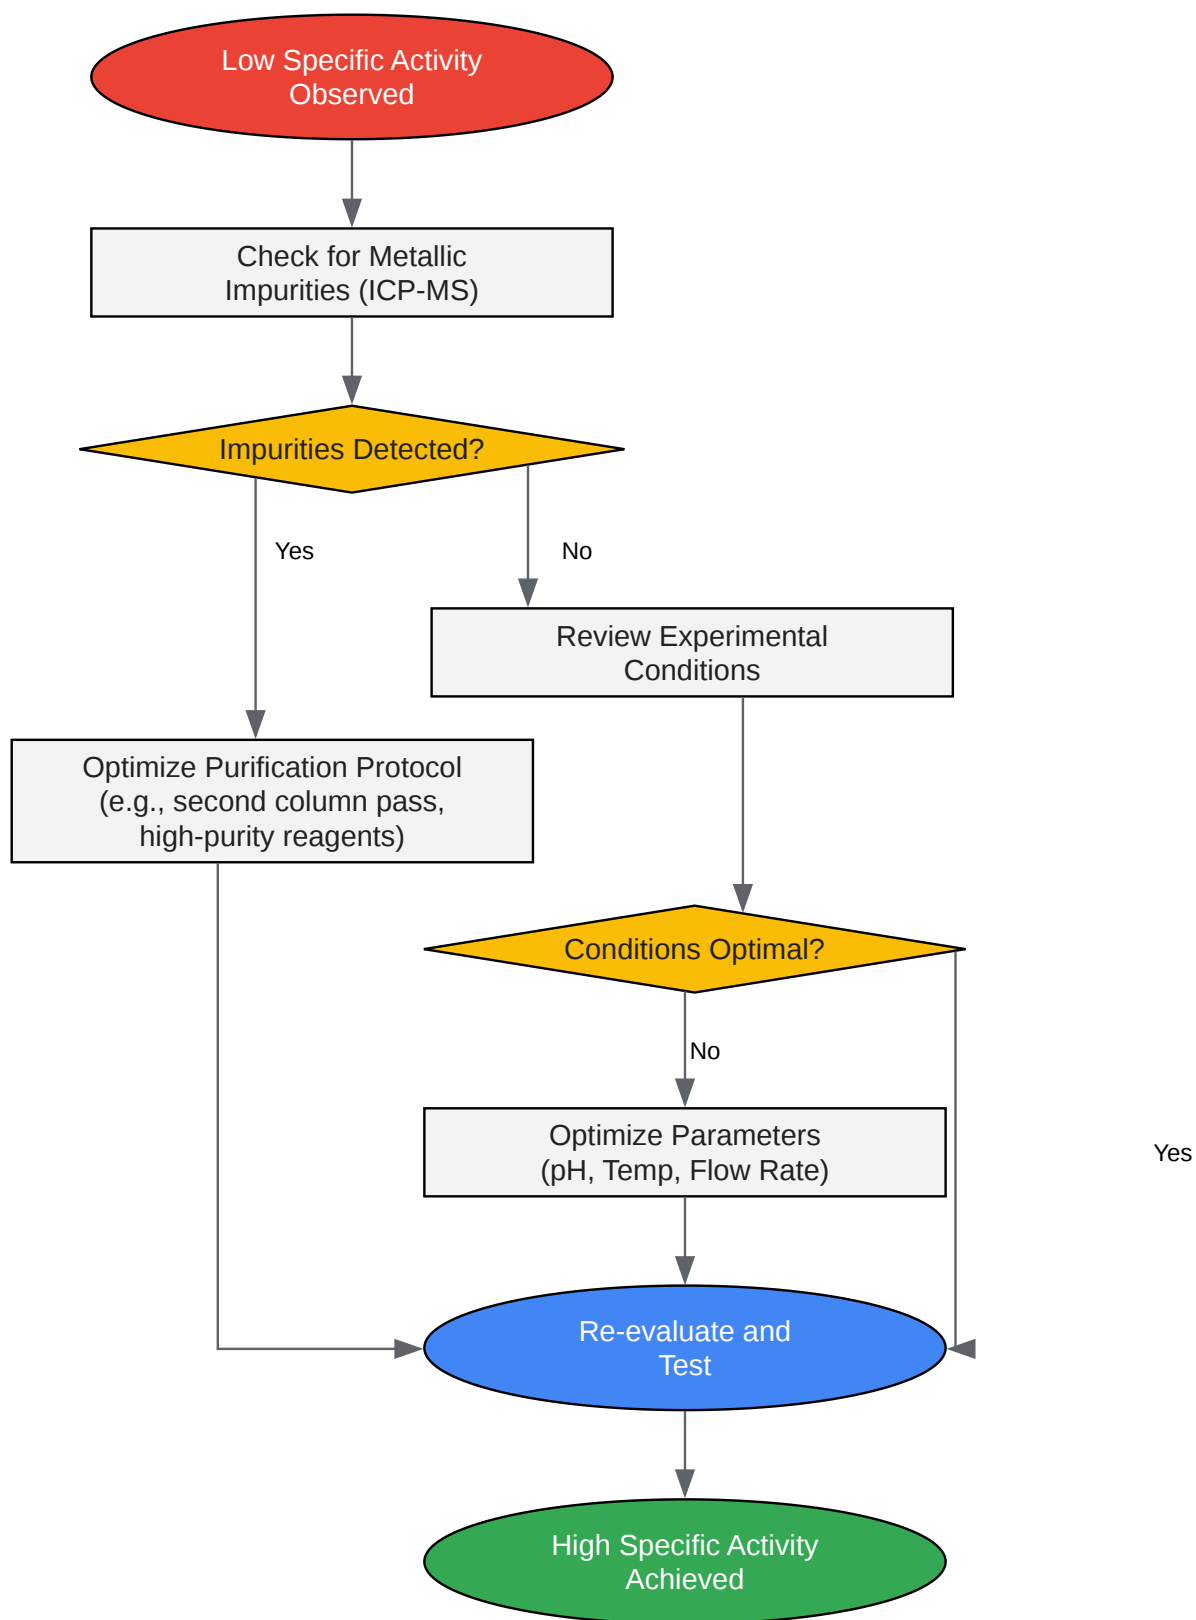 Low Specific Activity
Observed
Check for Metallic
Impurities (ICP-MS)
Impurities Detected?
Yes
No
Review Experimental
Conditions
Optimize Purification Protocol
(e.g., second column pass,
high-purity reagents)
Conditions Optimal?
No
Optimize Parameters
(pH, Temp, Flow Rate)
Yes
Re-evaluate and
Test
High Specific Activity
Achieved